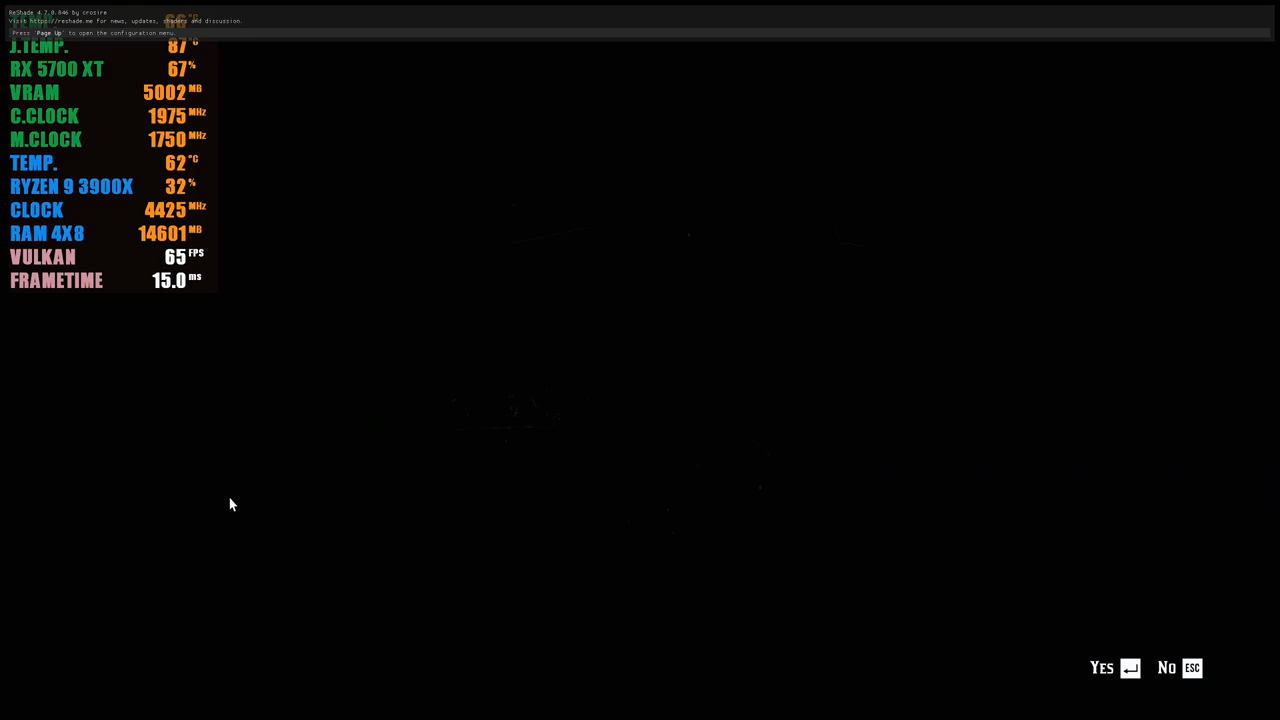 ReShade 4.7.0.846 by crosire
Visit https://reshade.me for news, updates, shaders and discussion.
Press 'Page Up' to open the configuration menu.
TEMP. 66°C
J.TEMP. 87°C
RX 5700 XT 67%
VRAM 5002 MB
C.CLOCK 1975 MHz
M.CLOCK 1750 MHz
TEMP. 62°C
RYZEN 9 3900X 32%
CLOCK 4425 MHz
RAM 4X8 14601 MB
VULKAN 65 FPS
FRAMETIME 15.0 ms
YES NO ESC